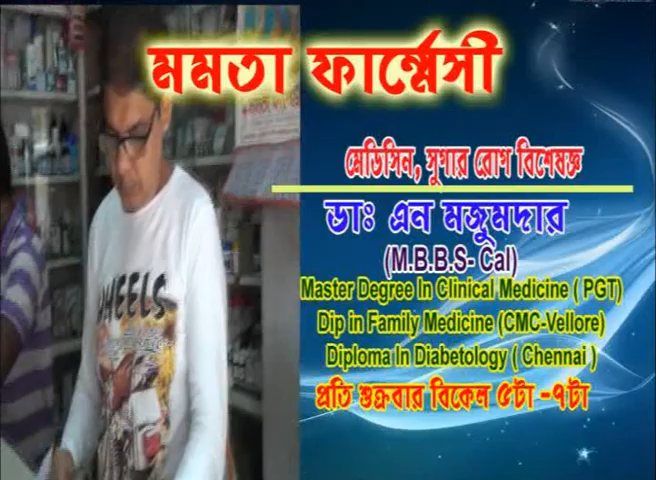 মমতা ফার্ম্মেসী
মেডিসিন, সুগার রোগ বিশেষজ্ঞ
ডাঃ এন মজুমদার
(M.B.B.S- Cal)
Master Degree In Clinical Medicine ( PGT)
Dip in Family Medicine (CMC-Vellore)
Diploma In Diabetology ( Chennai )
প্রতি শুক্রবার বিকেল ৫টা -৭টা
WHEELS